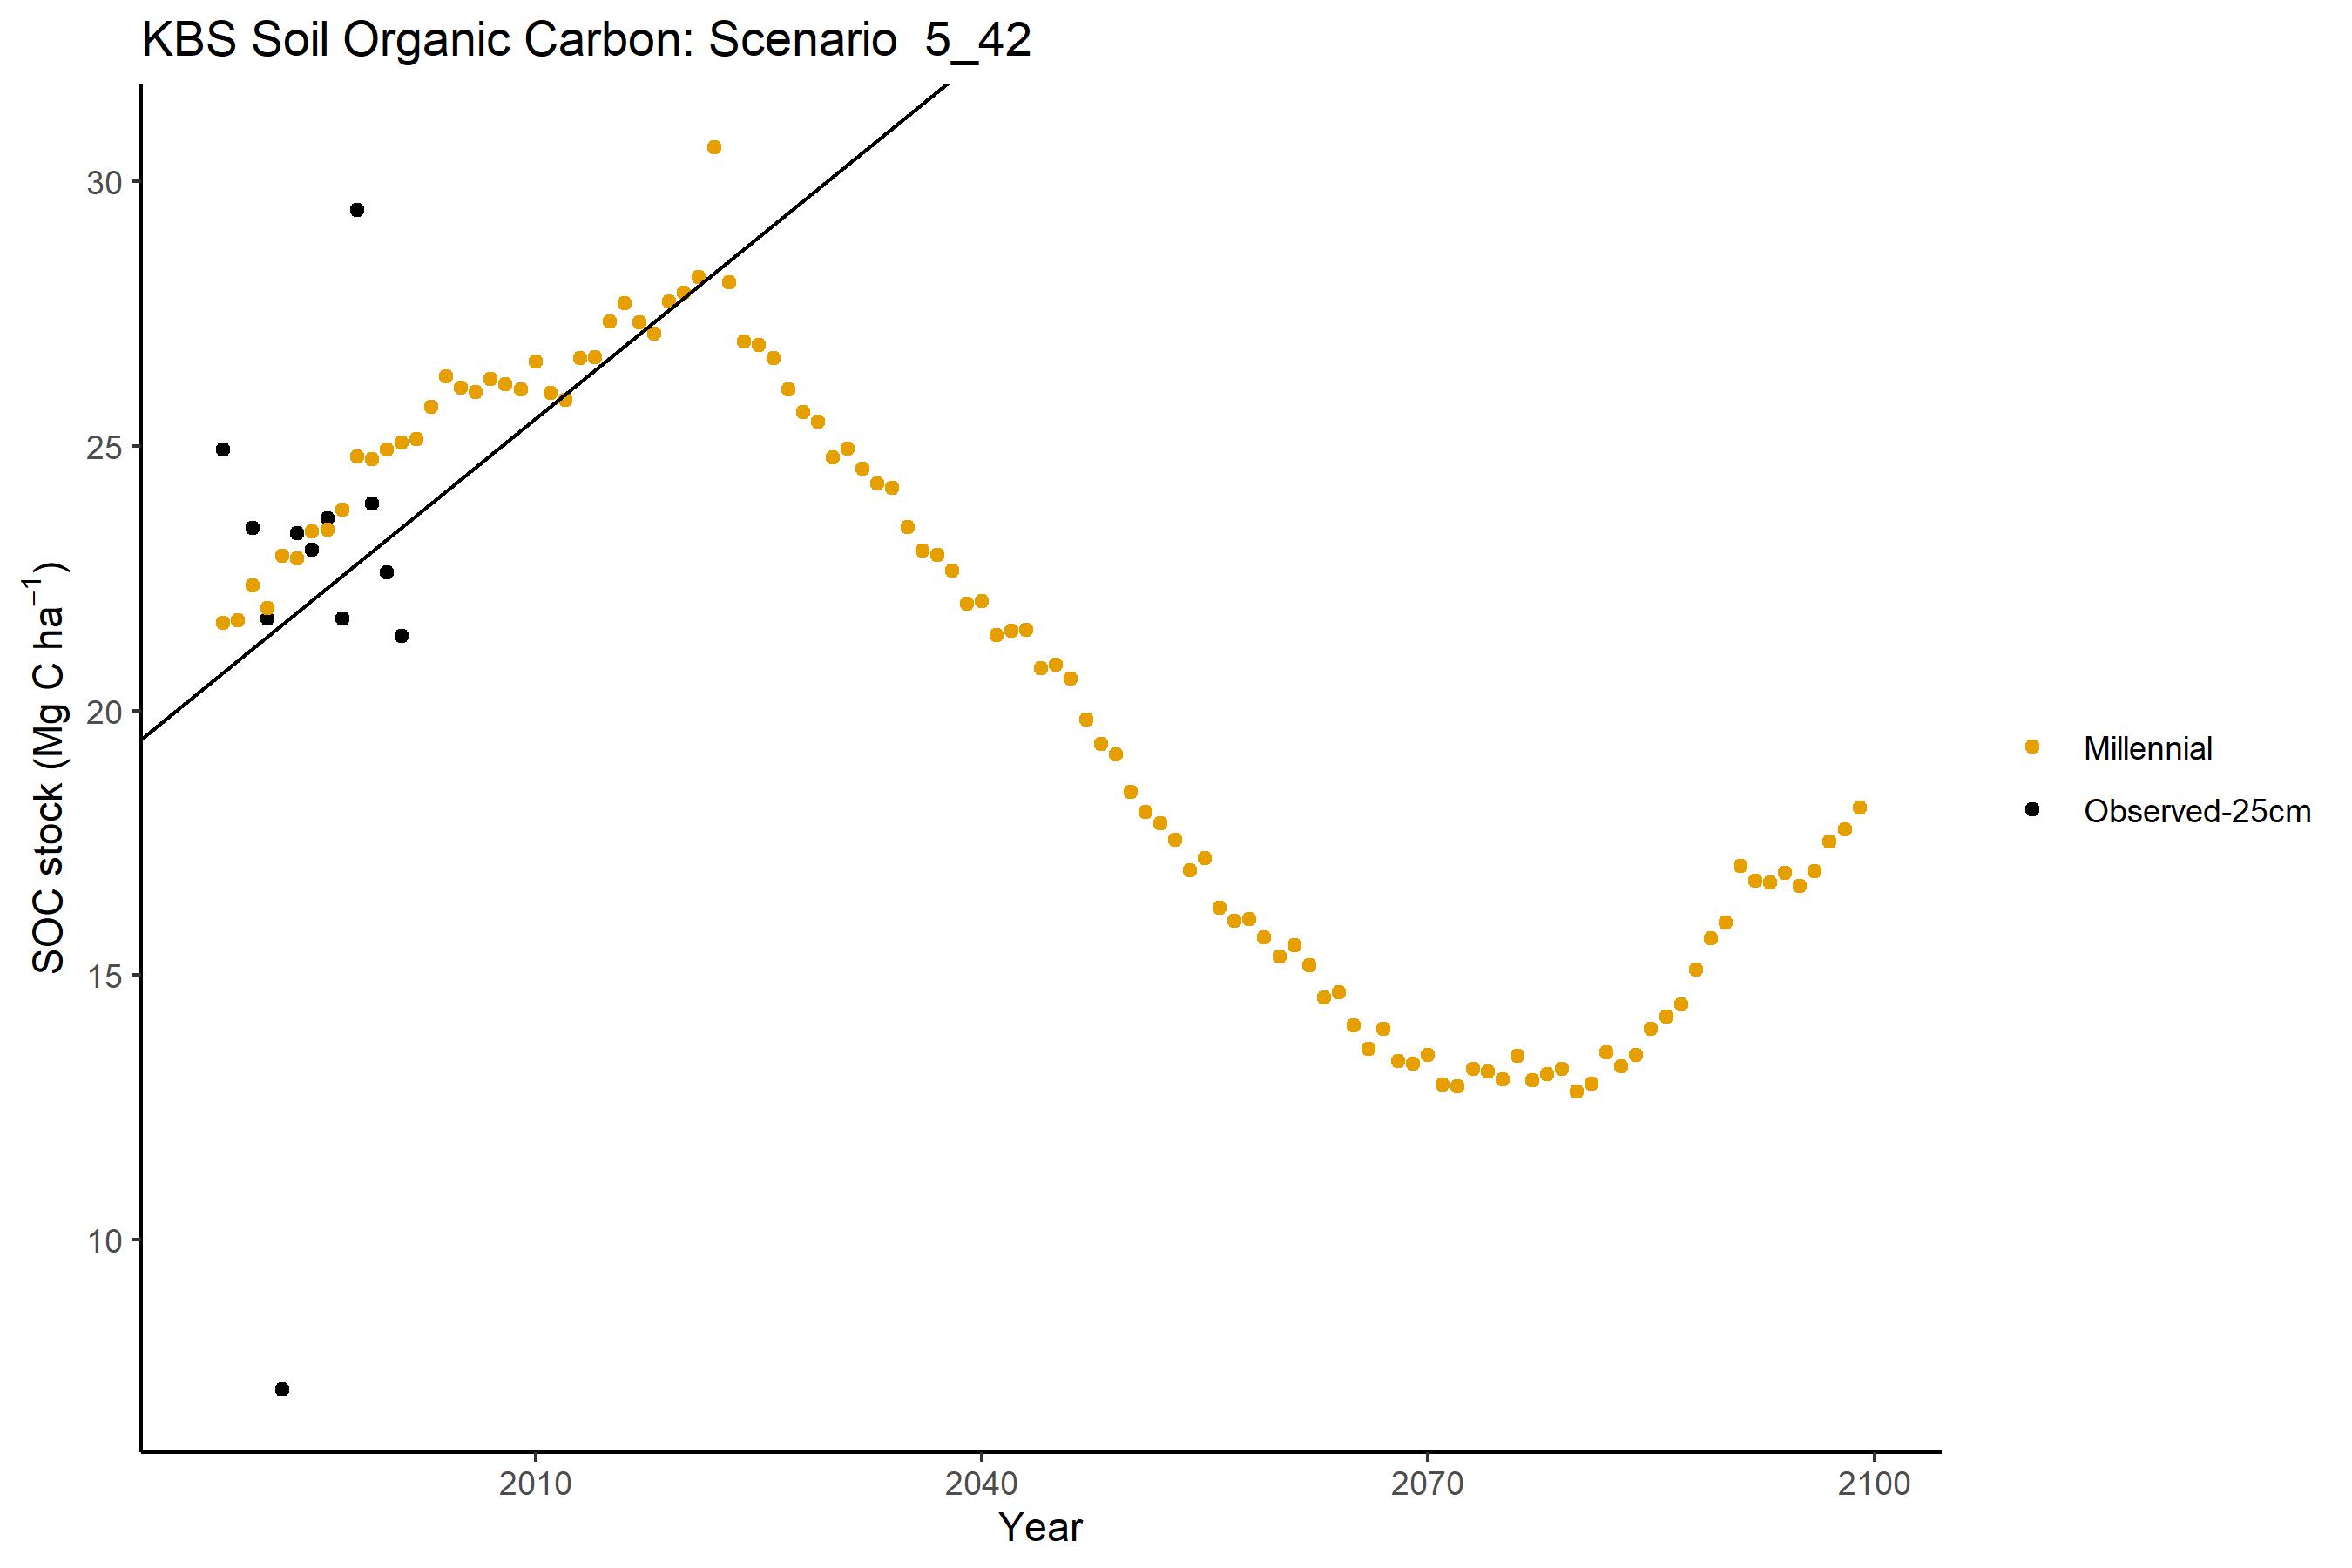 KBS Soil Organic Carbon: Scenario  5_42
SOC stock (Mg C ha⁻¹)
30
25
20
15
10
2010
2040
2070
2100
Year
Millennial
Observed-25cm